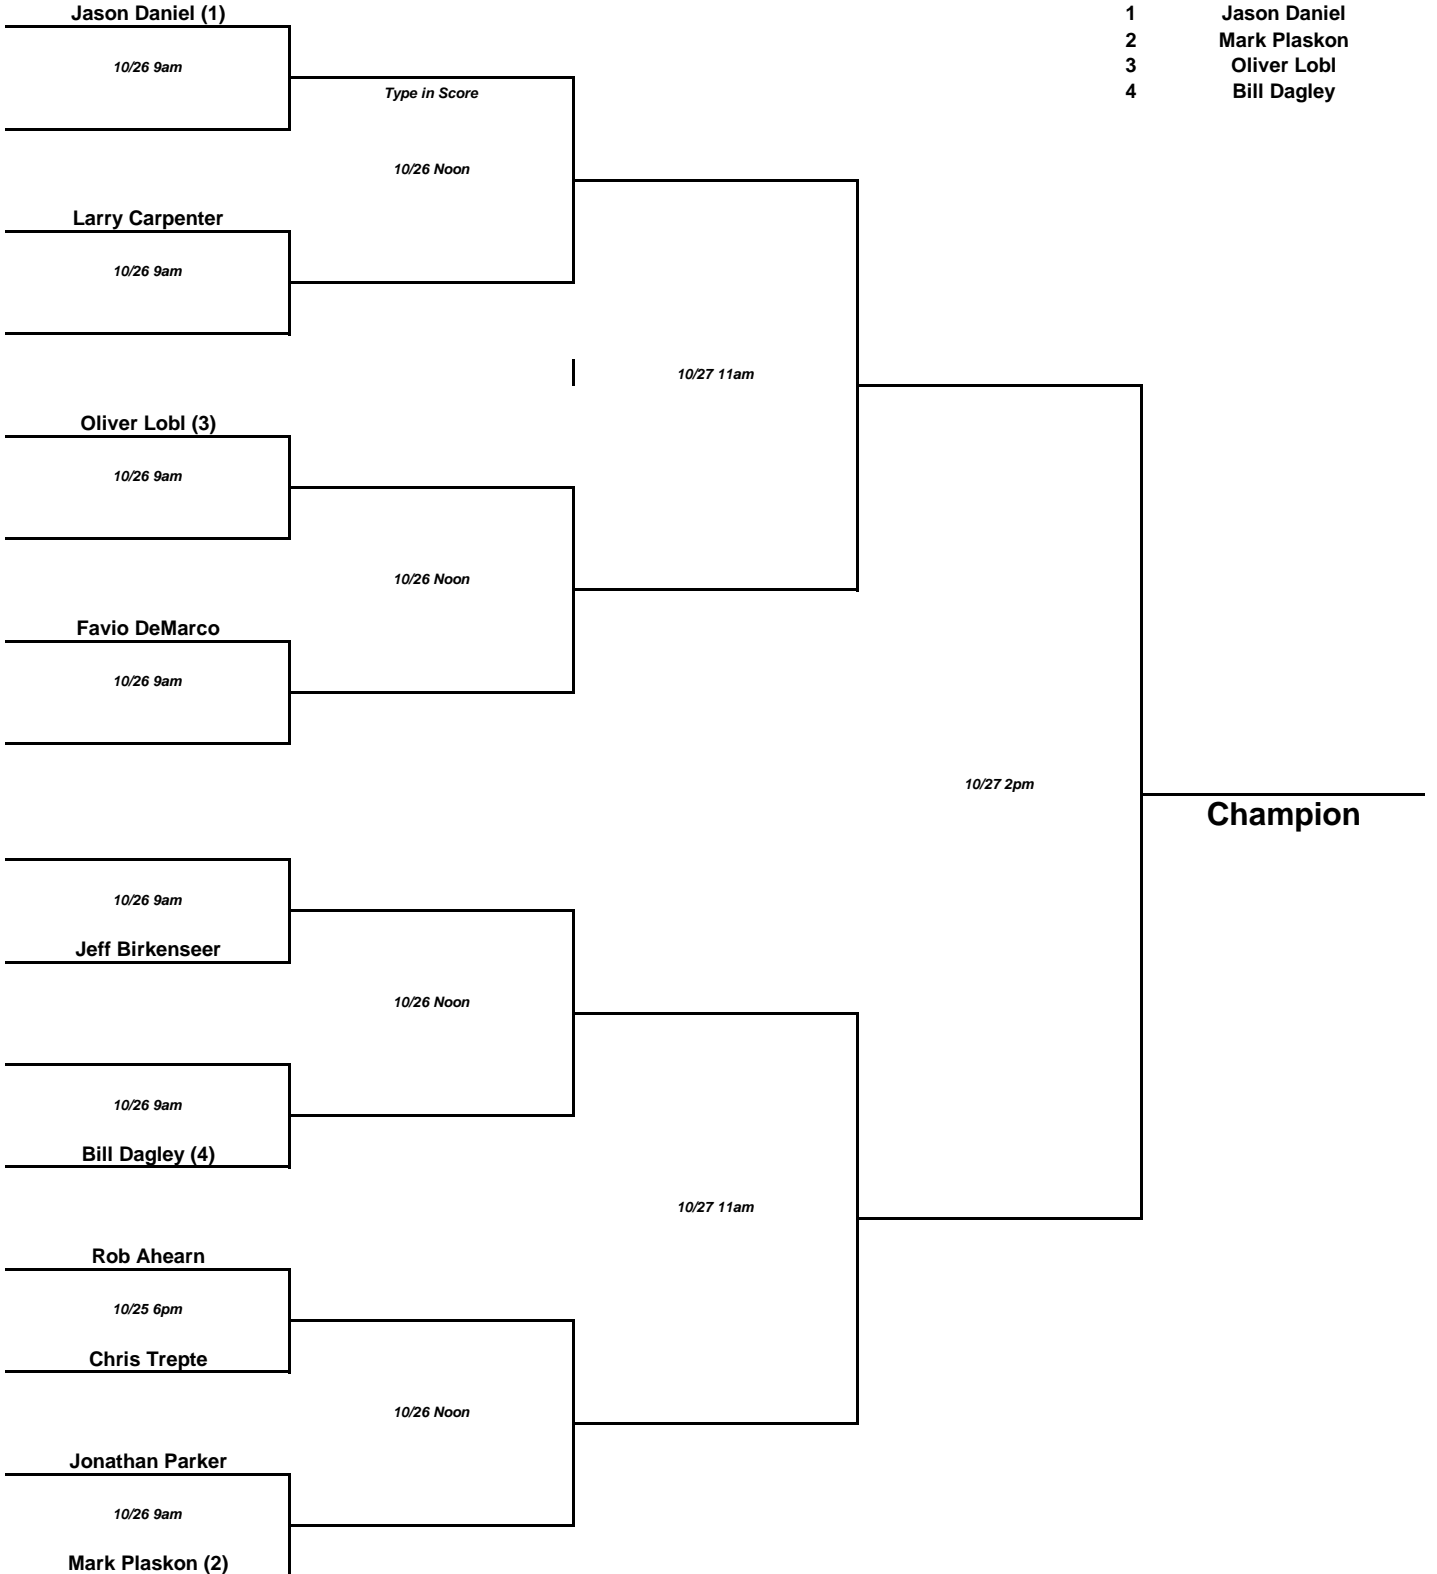 Jason Daniel (1)
1 Jason Daniel
2 Mark Plaskon
10/26 9am
3 Oliver Lobl
Type in Score
4 Bill Dagley
10/26 Noon
Larry Carpenter
10/26 9am
10/27 11am
Oliver Lobl (3)
10/26 9am
10/26 Noon
Favio DeMarco
10/26 9am
10/27 2pm
Champion
10/26 9am
Jeff Birkenseer
10/26 Noon
10/26 9am
Bill Dagley (4)
10/27 11am
Rob Ahearn
10/25 6pm
Chris Trepte
10/26 Noon
Jonathan Parker
10/26 9am
Mark Plaskon (2)